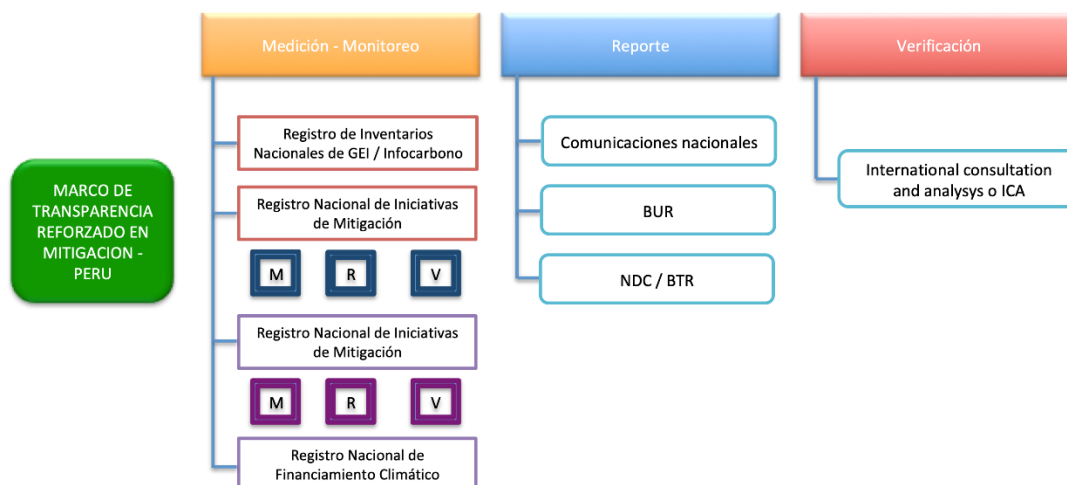 Medición - Monitoreo
Reporte
Verificación
MARCO DE
TRANSPARENCIA
REFORZADO EN
MITIGACION -
PERU
Registro de Inventarios
Nacionales de GEI / Infocarbono
Registro Nacional de Iniciativas
de Mitigación
M
R
V
Registro Nacional de Iniciativas
de Mitigación
M
R
V
Registro Nacional de
Financiamiento Climático
Comunicaciones nacionales
BUR
NDC / BTR
International consultation
and analysys o ICA